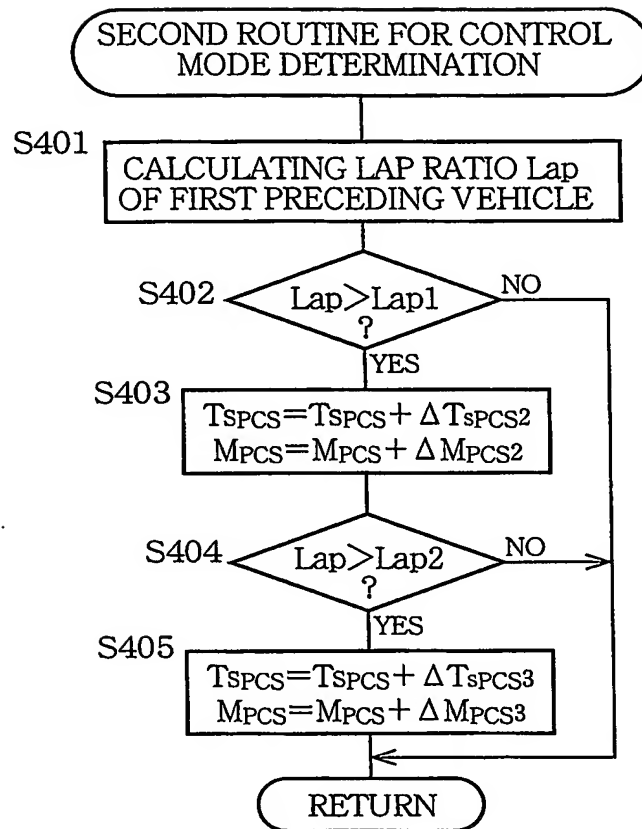 SECOND ROUTINE FOR CONTROL
MODE DETERMINATION
S401
CALCULATING LAP RATIO Lap
OF FIRST PRECEDING VEHICLE
S402
Lap>Lap1
?
NO
YES
S403
TsPCS=TsPCS+ΔTsPCS2
MPCS=MPCS+ΔMPCS2
S404
Lap>Lap2
?
NO
YES
S405
TsPCS=TsPCS+ΔTsPCS3
MPCS=MPCS+ΔMPCS3
RETURN